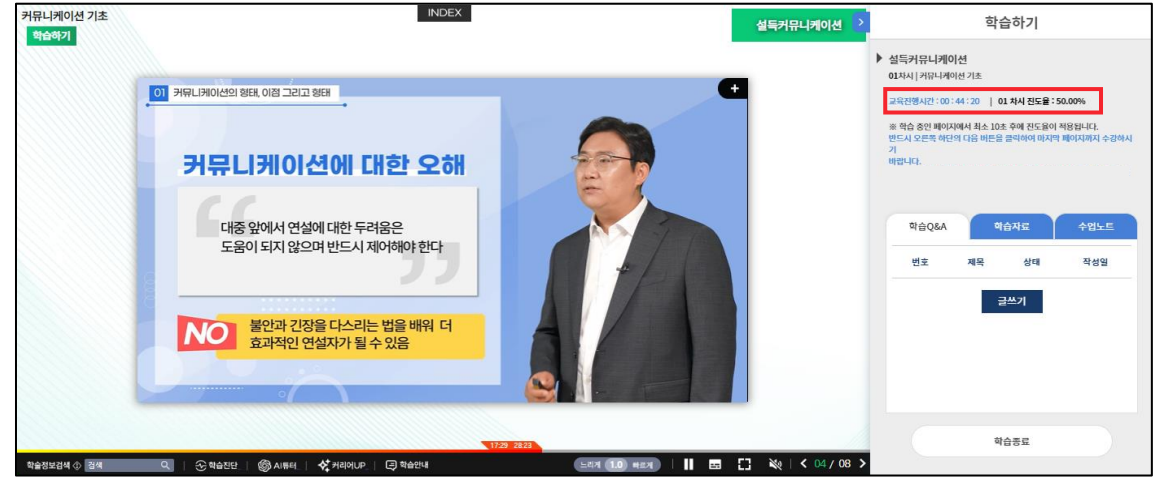 커뮤니케이션 기초
INDEX
학습하기
설득커뮤니케이션
01 커뮤니케이션의 형태, 이점 그리고 형태
커뮤니케이션에 대한 오해
대중 앞에서 연설에 대한 두려움은
도움이 되지 않으며 반드시 제어해야 한다
NO
불안과 긴장을 다스리는 법을 배워 더
효과적인 연설자가 될 수 있음
17:29 28:23
학술정보검색 검색
학습진단
AI튜터
커리어UP
학습안내
느리게 1.0 빠르게
04 / 08
학습하기
설득커뮤니케이션
01차시 | 커뮤니케이션 기초
교육진행시간 : 00 : 44 : 20 | 01 차시 진도율 : 50.00%
※ 학습 중인 페이지에서 최소 10초 후에 진도율이 적용됩니다.
반드시 오른쪽 하단의 다음 버튼을 클릭하여 마지막 페이지까지 수강하시
기
바랍니다.
학습Q&A 학습자료 수업노트
번호 제목 상태 작성일
글쓰기
학습종료